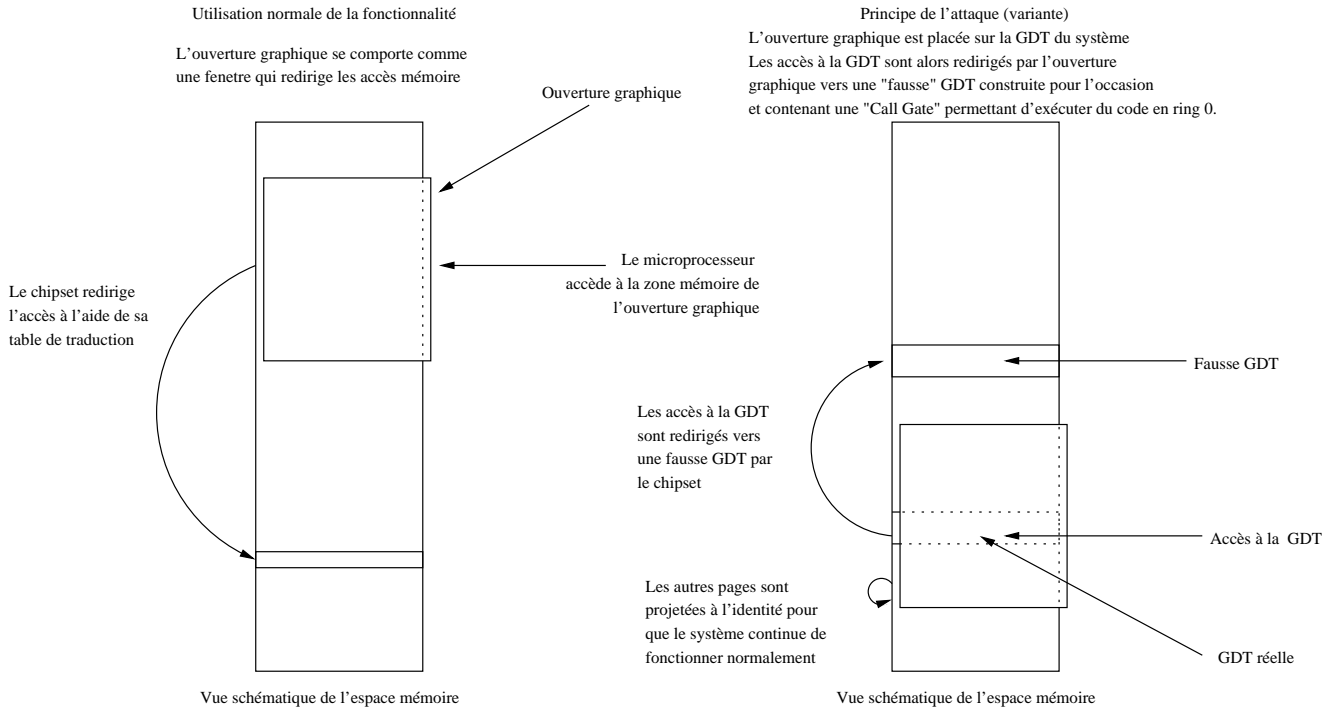 Utilisation normale de la fonctionnalité
L'ouverture graphique se comporte comme
une fenetre qui redirige les accès mémoire
Ouverture graphique
Le microprocesseur
accède à la zone mémoire de
l'ouverture graphique
Le chipset redirige
l'accès à l'aide de sa
table de traduction
Vue schématique de l'espace mémoire
Principe de l'attaque (variante)
L'ouverture graphique est placée sur la GDT du système
Les accès à la GDT sont alors redirigés par l'ouverture
graphique vers une "fausse" GDT construite pour l'occasion
et contenant une "Call Gate" permettant d'exécuter du code en ring 0.
Fausse GDT
Les accès à la GDT
sont redirigés vers
une fausse GDT par
le chipset
Accès à la GDT
Les autres pages sont
projetées à l'identité pour
que le système continue de
fonctionner normalement
GDT réelle
Vue schématique de l'espace mémoire